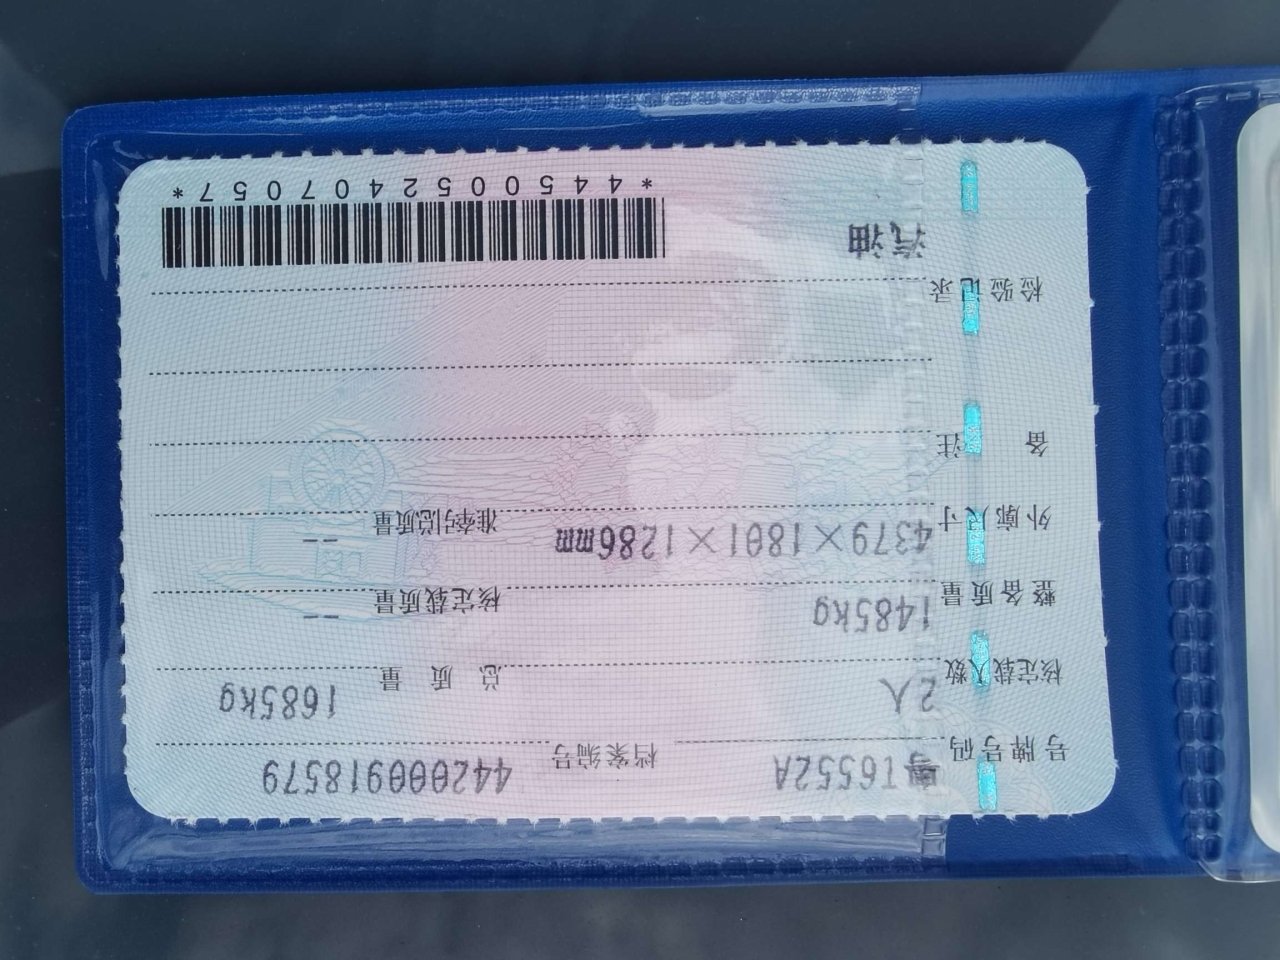 号牌号码 粤T6552A 档案编号 442000918579
核定载人数 2人 总质量 1685kg
整备质量 1485kg 核定载质量 --
外廓尺寸 4379×1801×1286mm 准牵引总质量 --
备注
检验记录
汽油 *4450052407057*